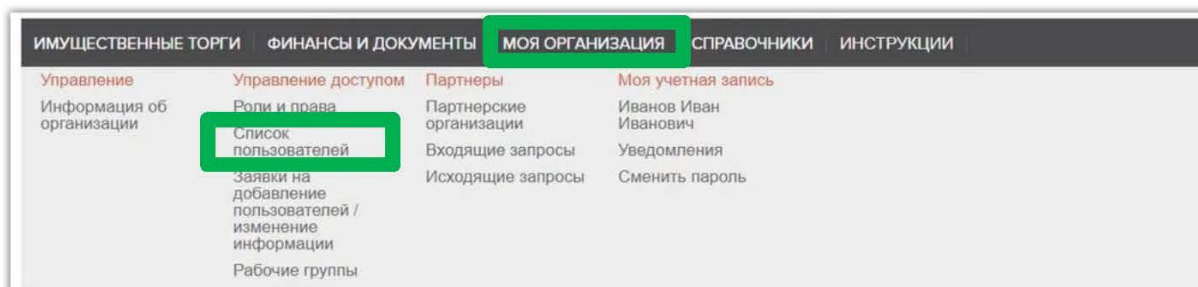 ИМУЩЕСТВЕННЫЕ ТОРГИ ФИНАНСЫ И ДОКУМЕНТЫ МОЯ ОРГАНИЗАЦИЯ СПРАВОЧНИКИ ИНСТРУКЦИИ
Управление
Информация об
организации
Управление доступом
Роли и права
Список
пользователей
Заявки на
добавление
пользователей /
изменение
информации
Рабочие группы
Партнеры
Партнерские
организации
Входящие запросы
Исходящие запросы
Моя учетная запись
Иванов Иван
Иванович
Уведомления
Сменить пароль